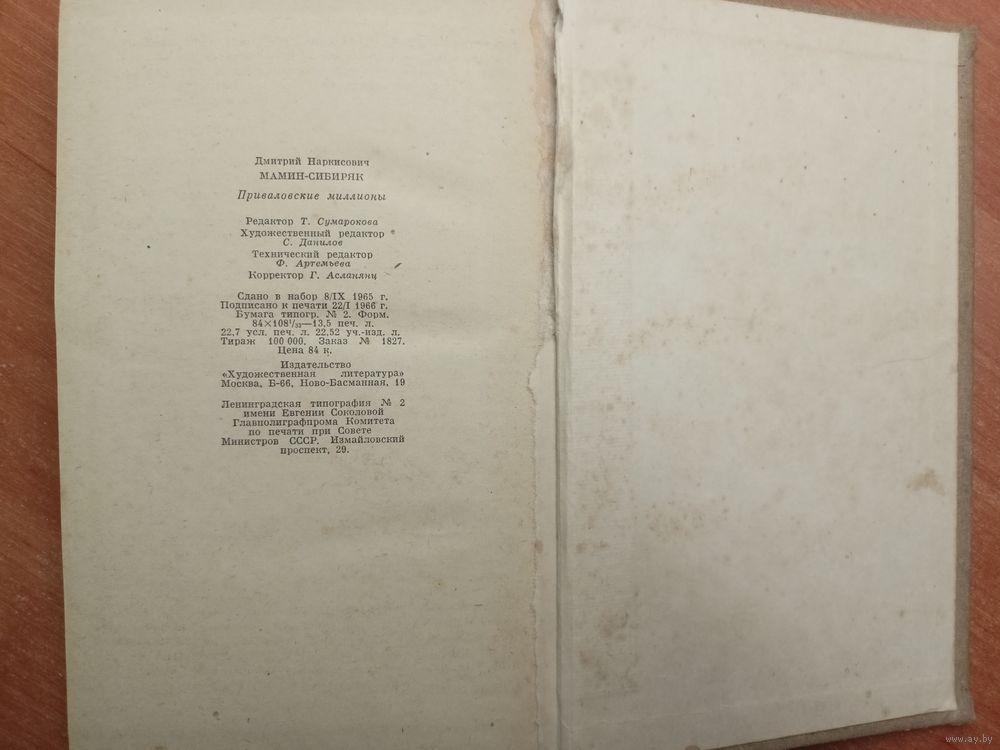 Дмитрий Наркисович
МАМИН-СИБИРЯК
Приваловские миллионы
Редактор Т. Сумарокова
Художественный редактор
С. Данилов
Технический редактор
Ф. Артемьева
Корректор Г. Асланянц
Сдано в набор 8/IX 1965 г.
Подписано к печати 22/I 1966 г.
Бумага типогр. № 2. Форм.
84×108¹/₃₂—13,5 печ. л.
22,7 усл. печ. л. 22,52 уч.-изд. л.
Тираж 100 000. Заказ № 1827.
Цена 84 к.
Издательство
«Художественная литература»
Москва, Б-66, Ново-Басманная, 19
Ленинградская типография № 2
имени Евгении Соколовой
Главполиграфпрома Комитета
по печати при Совете
Министров СССР. Измайловский
проспект, 29.
www.ay.by